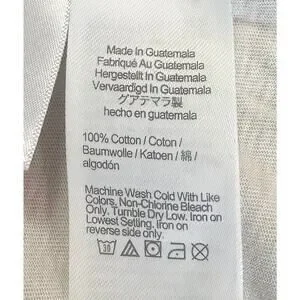 Made In Guatemala
Fabriqué Au Guatemala
Hergestellt In Guatemala
Vervaardigd In Guatemala
グアテマラ製
hecho en guatemala
100% Cotton / Coton /
Baumwolle / Katoen / 綿 /
algodón
Machine Wash Cold With Like
Colors. Non-Chlorine Bleach
Only. Tumble Dry Low. Iron on
Lowest Setting. Iron on
reverse side only.
30